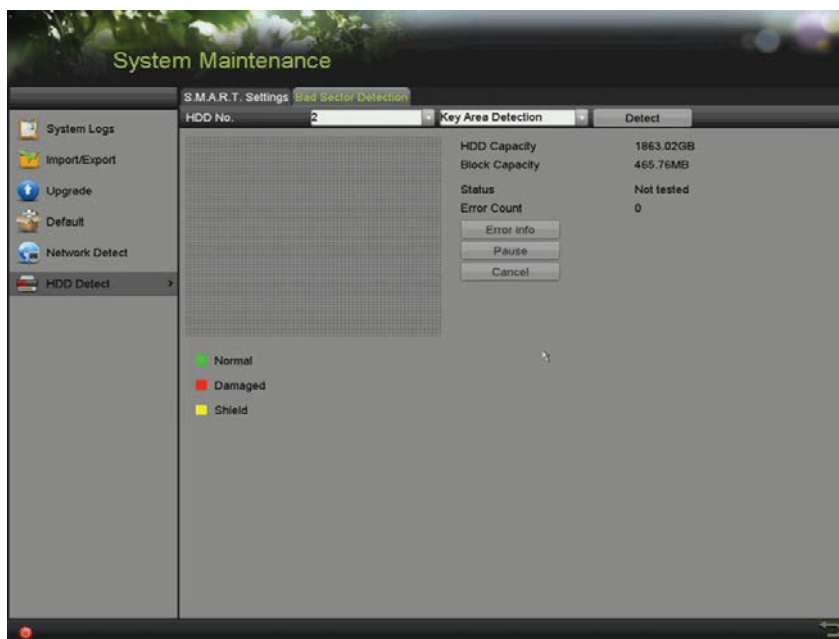 System Maintenance
S.M.A.R.T. Settings Bad Sector Detection
HDD No. 2 Key Area Detection Detect
System Logs
Import/Export
Upgrade
Default
Network Detect
HDD Detect >
HDD Capacity 1863.02GB
Block Capacity 465.76MB
Status Not tested
Error Count 0
Error info
Pause
Cancel
Normal
Damaged
Shield